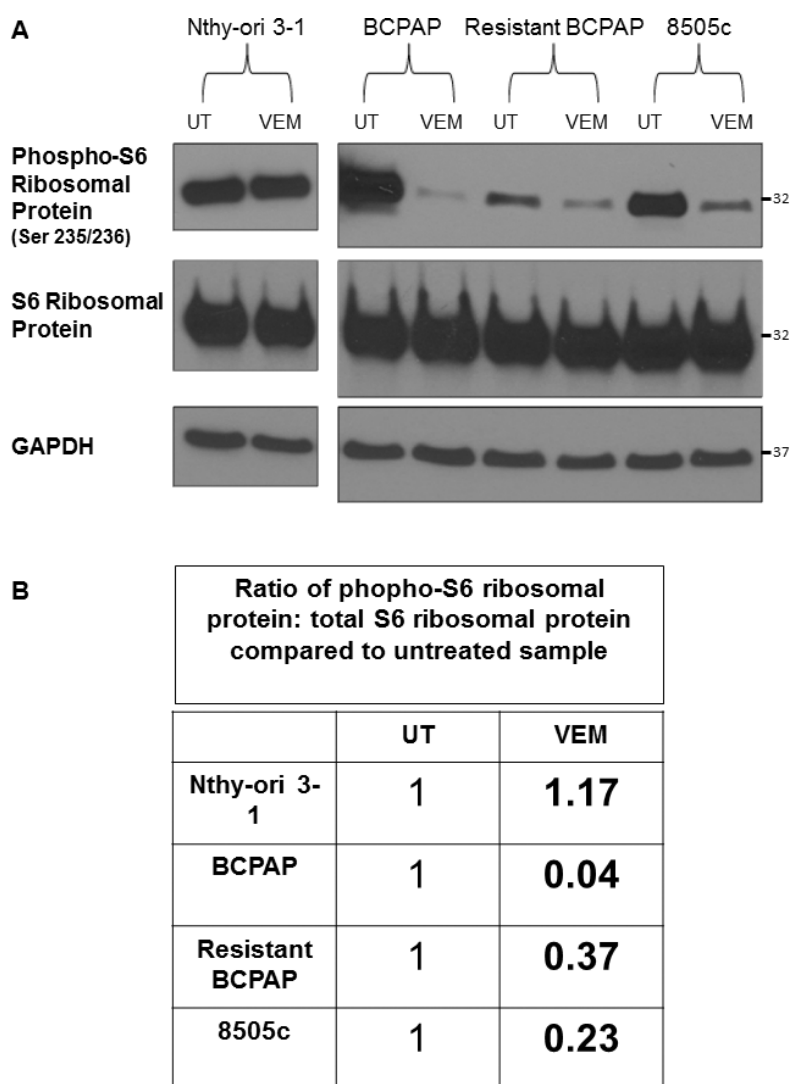 A
Nthy-ori 3-1 BCPAP Resistant BCPAP 8505c
UT VEM UT VEM UT VEM UT VEM
Phospho-S6
Ribosomal
Protein
(Ser 235/236)
32
S6 Ribosomal
Protein
32
GAPDH
37
B
Ratio of phopho-S6 ribosomal
protein: total S6 ribosomal protein
compared to untreated sample
UT VEM
Nthy-ori 3-
1
1 1.17
BCPAP 1 0.04
Resistant
BCPAP
1 0.37
8505c 1 0.23